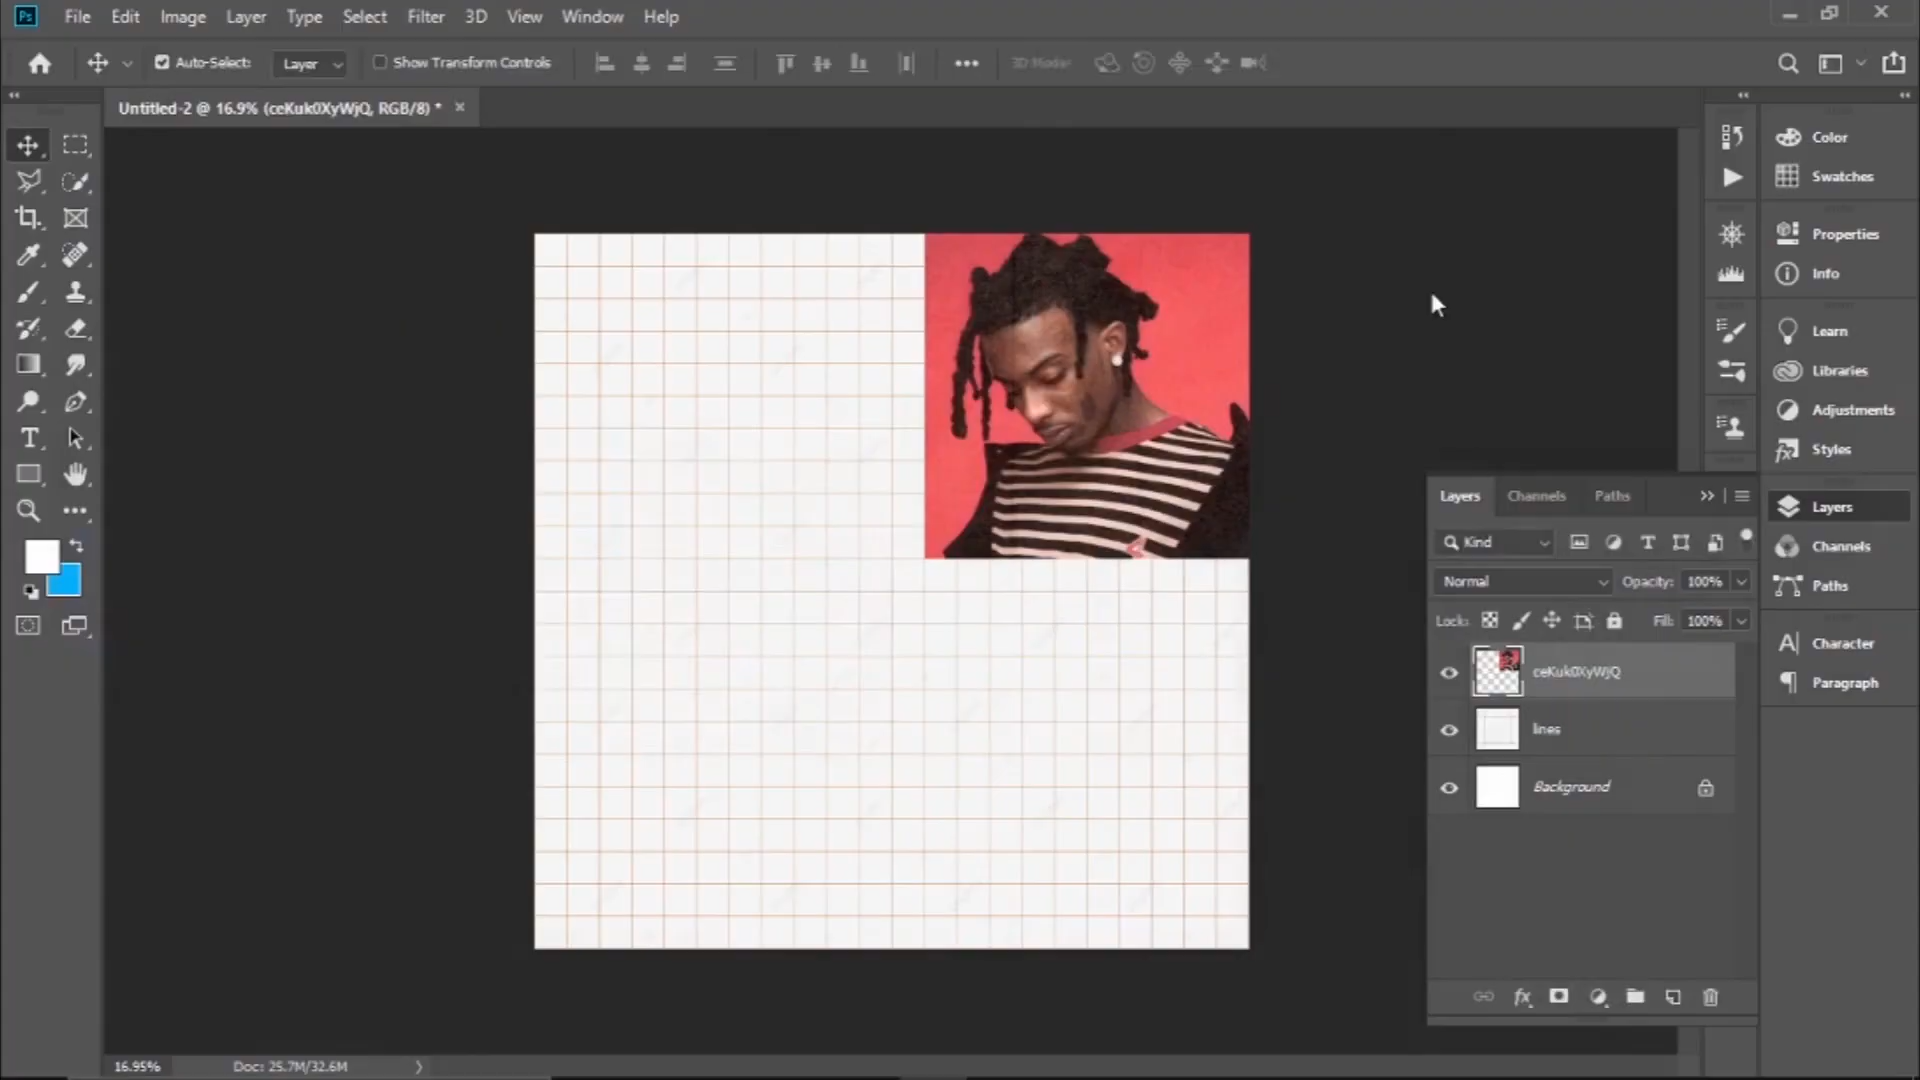 Ps File Edit Image Layer Type Select Filter 3D View Window Help
Auto-Select: Layer Show Transform Controls 3D Mode:
Untitled-2 @ 16.9% (ceKuk0XyWjQ, RGB/8) * ×
Color
Swatches
Properties
Info
Learn
Libraries
Adjustments
Styles
Layers
Channels
Paths
Character
Paragraph
Layers Channels Paths
Kind
Normal Opacity: 100%
Lock: Fill: 100%
ceKuk0XyWjQ
lines
Background
16.95% Doc: 25.7M/32.6M